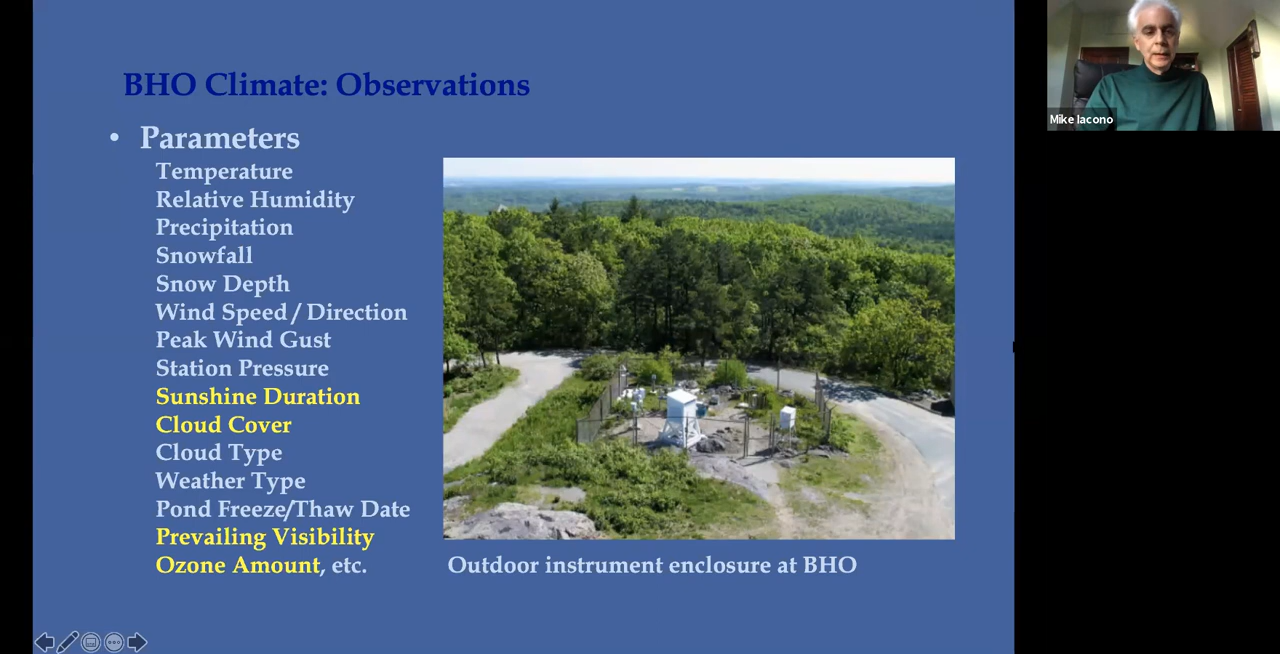 BHO Climate: Observations
• Parameters
Temperature
Relative Humidity
Precipitation
Snowfall
Snow Depth
Wind Speed / Direction
Peak Wind Gust
Station Pressure
Sunshine Duration
Cloud Cover
Cloud Type
Weather Type
Pond Freeze/Thaw Date
Prevailing Visibility
Ozone Amount, etc.
Outdoor instrument enclosure at BHO
Mike Iacono